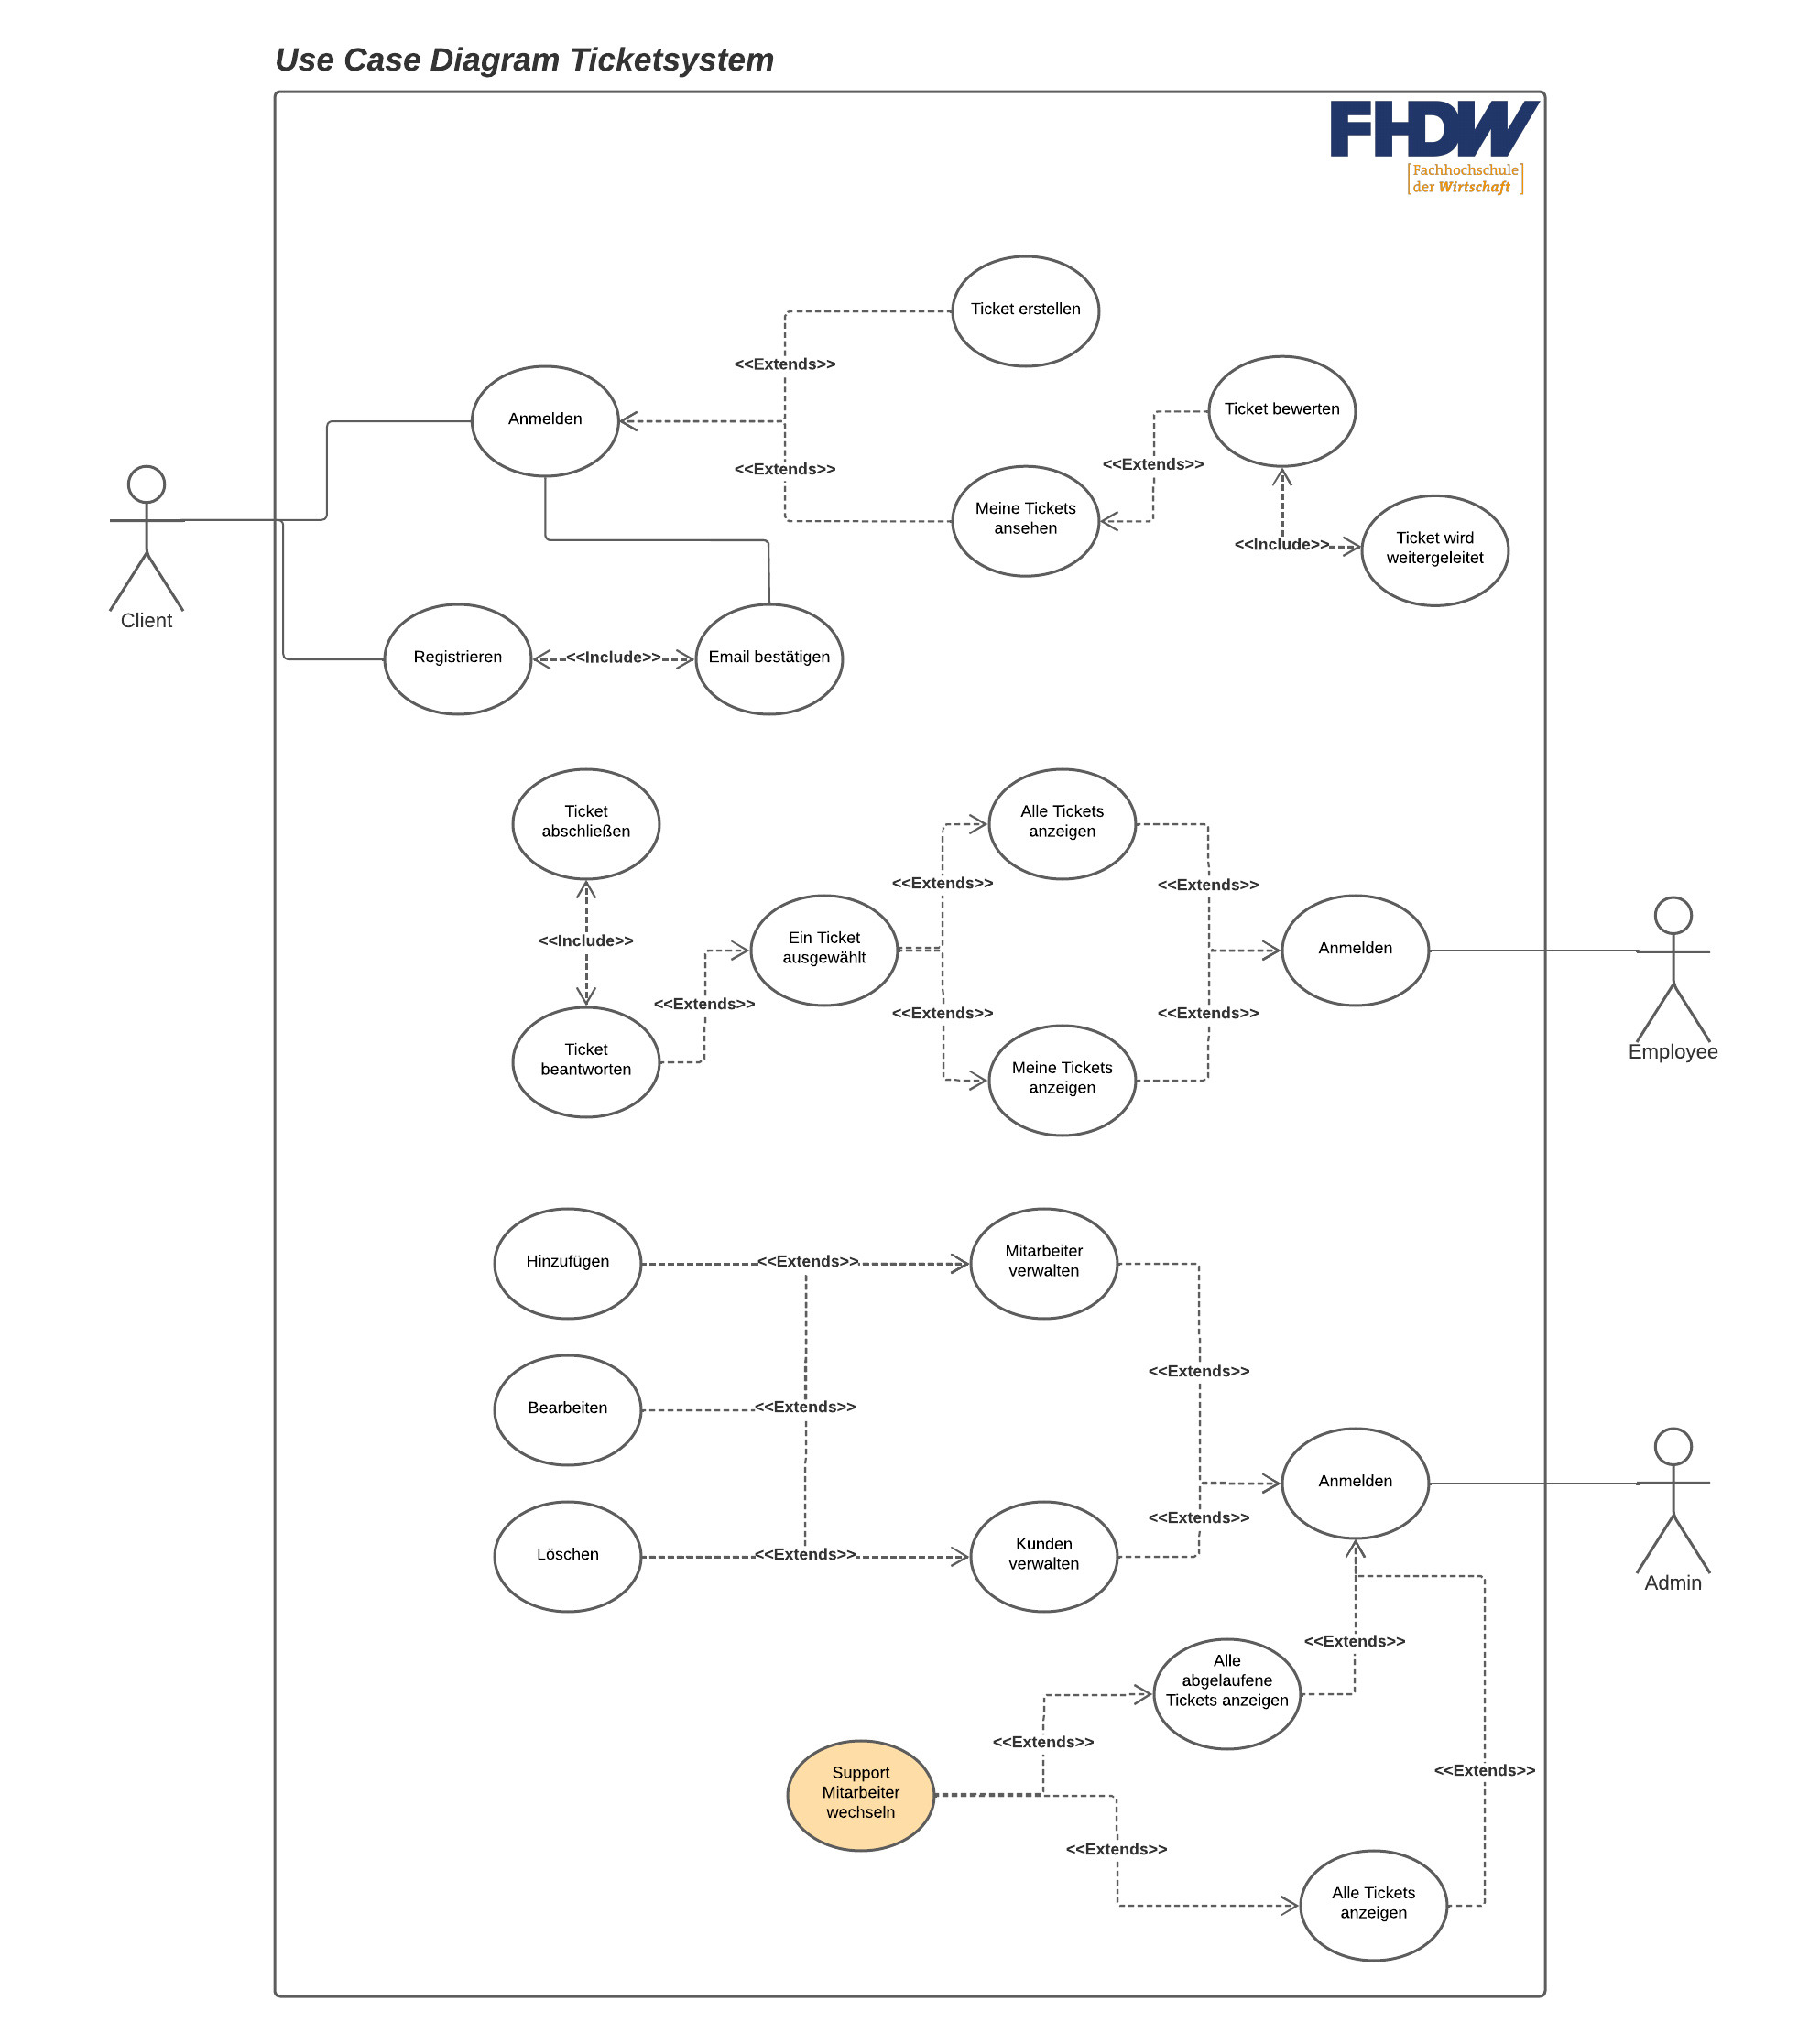 Use Case Diagram Ticketsystem
FHDW
Fachhochschule
der Wirtschaft
Ticket erstellen
<<Extends>>
Anmelden
Ticket bewerten
<<Extends>>
<<Extends>>
Meine Tickets
ansehen
<<Include>>
Ticket wird
weitergeleitet
Client
Registrieren
<<Include>>
Email bestätigen
Ticket
abschließen
Alle Tickets
anzeigen
<<Extends>>
<<Extends>>
<<Include>>
Ein Ticket
ausgewählt
Anmelden
<<Extends>>
<<Extends>>
<<Extends>>
Ticket
beantworten
Meine Tickets
anzeigen
Employee
Hinzufügen
<<Extends>>
Mitarbeiter
verwalten
<<Extends>>
Bearbeiten
<<Extends>>
Anmelden
<<Extends>>
Löschen
<<Extends>>
Kunden
verwalten
Admin
<<Extends>>
Alle
abgelaufene
Tickets anzeigen
<<Extends>>
<<Extends>>
Support
Mitarbeiter
wechseln
<<Extends>>
Alle Tickets
anzeigen